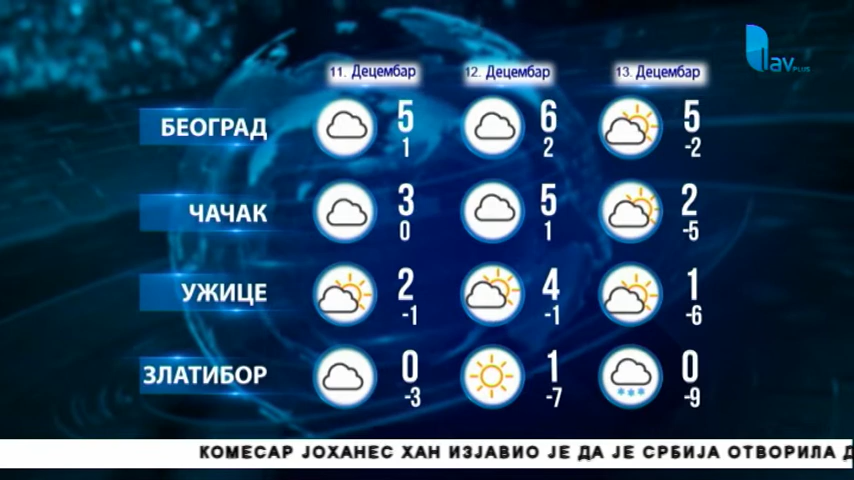 lav PLUS
11. Децембар 12. Децембар 13. Децембар
БЕОГРАД 5 1 6 2 5 -2
ЧАЧАК 3 0 5 1 2 -5
УЖИЦЕ 2 -1 4 -1 1 -6
ЗЛАТИБОР 0 -3 1 -7 0 -9
КОМЕСАР ЈОХАНЕС ХАН ИЗЈАВИО ЈЕ ДА ЈЕ СРБИЈА ОТВОРИЛА